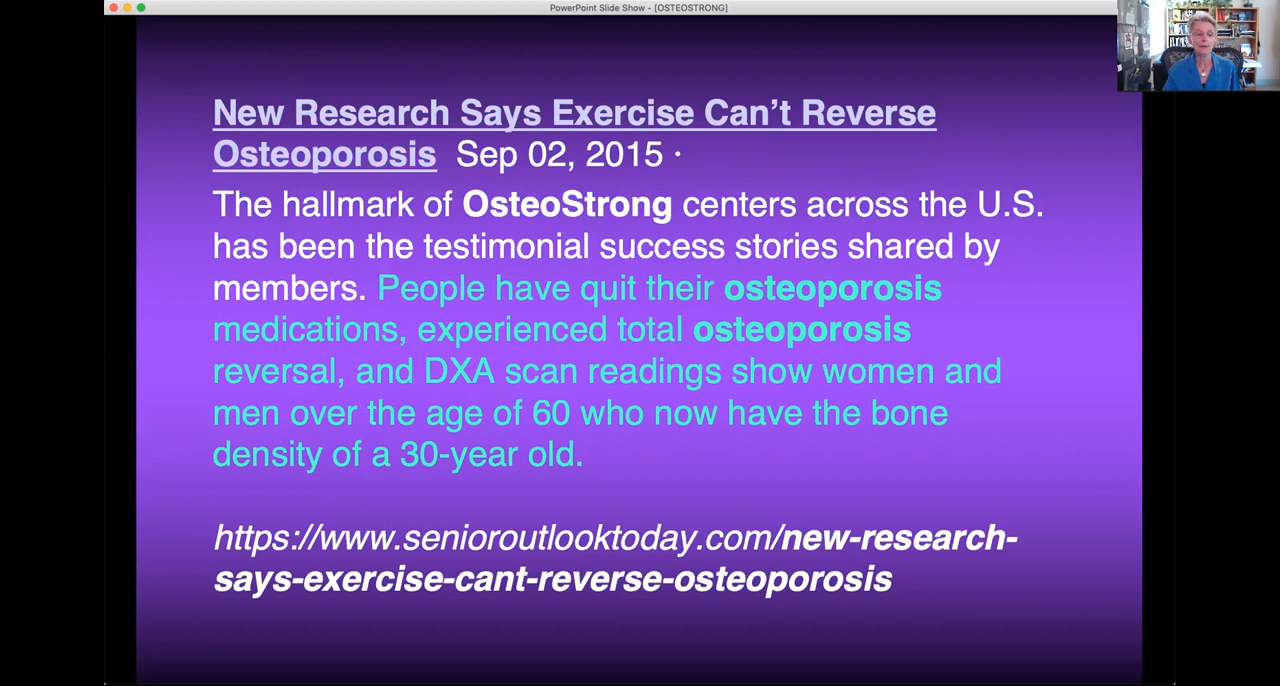 PowerPoint Slide Show - [OSTEOSTRONG]
New Research Says Exercise Can’t Reverse
Osteoporosis Sep 02, 2015 ·
The hallmark of OsteoStrong centers across the U.S.
has been the testimonial success stories shared by
members. People have quit their osteoporosis
medications, experienced total osteoporosis
reversal, and DXA scan readings show women and
men over the age of 60 who now have the bone
density of a 30-year old.
https://www.senioroutlooktoday.com/new-research-
says-exercise-cant-reverse-osteoporosis